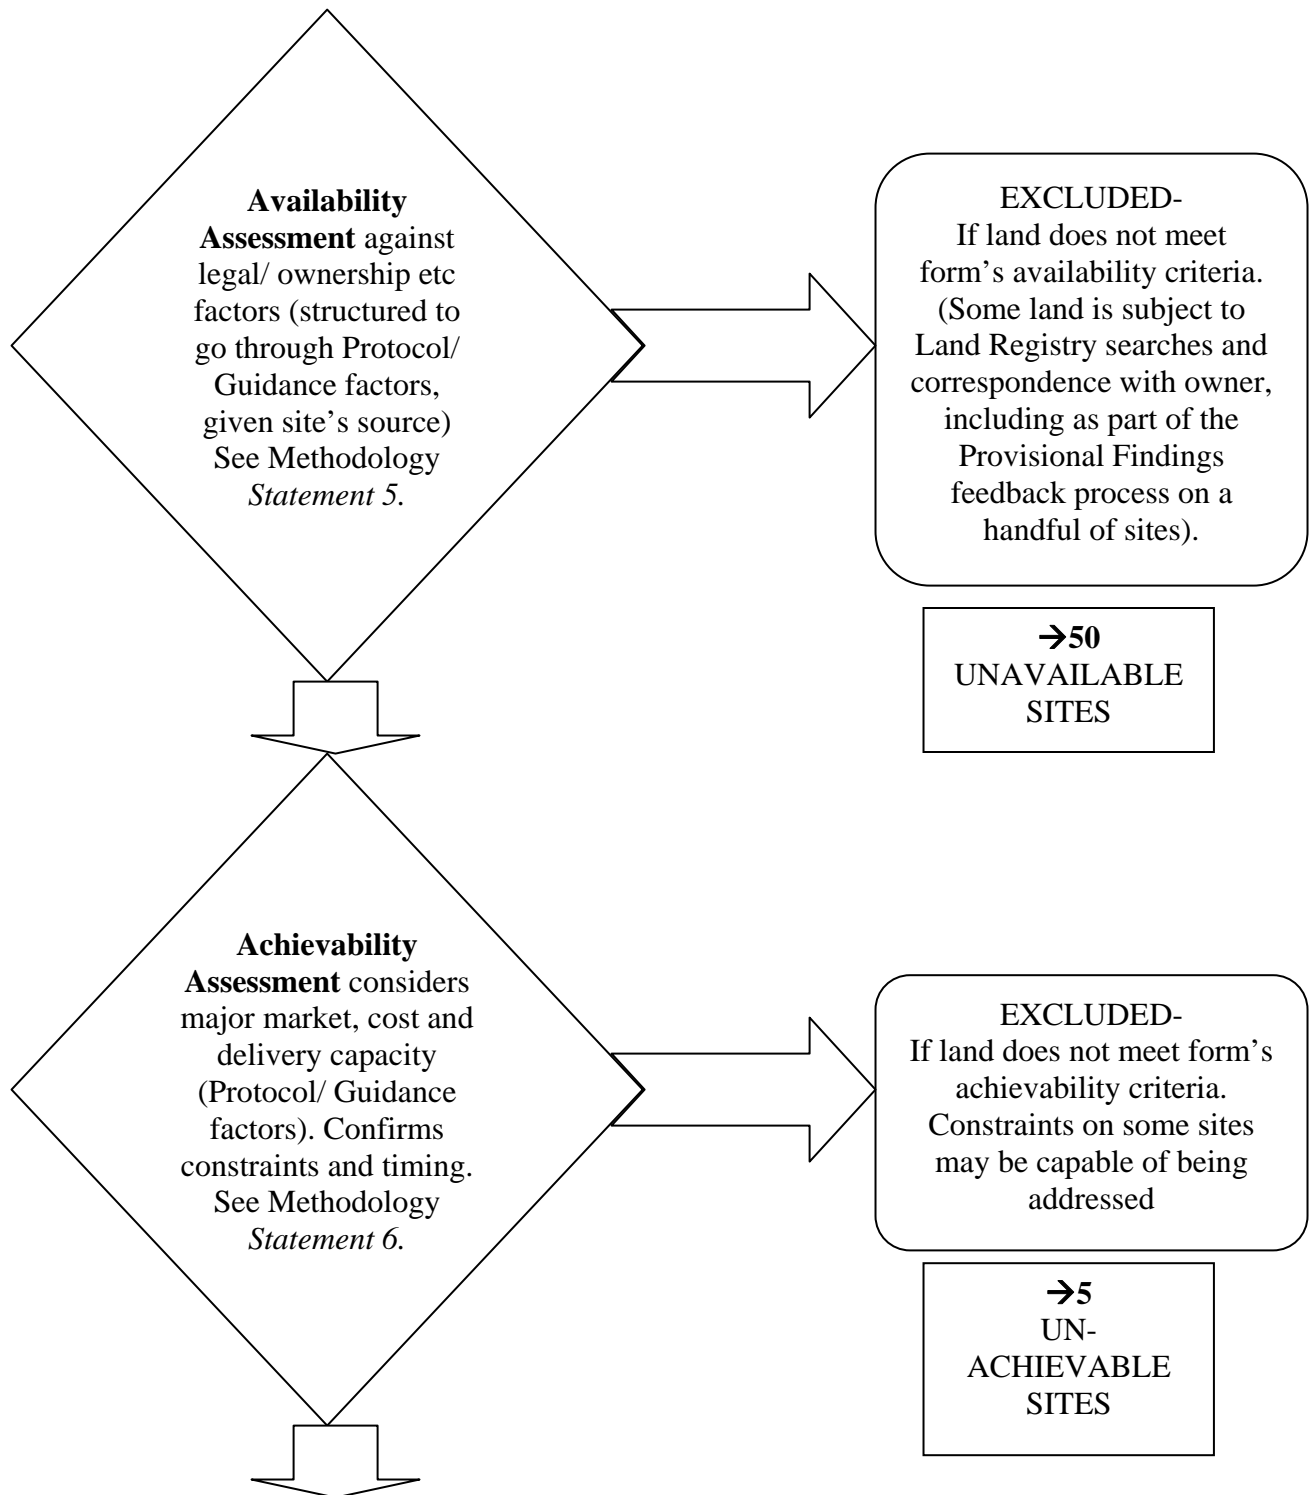 Availability
Assessment against
legal/ ownership etc
factors (structured to
go through Protocol/
Guidance factors,
given site’s source)
See Methodology
Statement 5.
EXCLUDED-
If land does not meet
form’s availability criteria.
(Some land is subject to
Land Registry searches and
correspondence with owner,
including as part of the
Provisional Findings
feedback process on a
handful of sites).
→50
UNAVAILABLE
SITES
Achievability
Assessment considers
major market, cost and
delivery capacity
(Protocol/ Guidance
factors). Confirms
constraints and timing.
See Methodology
Statement 6.
EXCLUDED-
If land does not meet form’s
achievability criteria.
Constraints on some sites
may be capable of being
addressed
→5
UN-
ACHIEVABLE
SITES